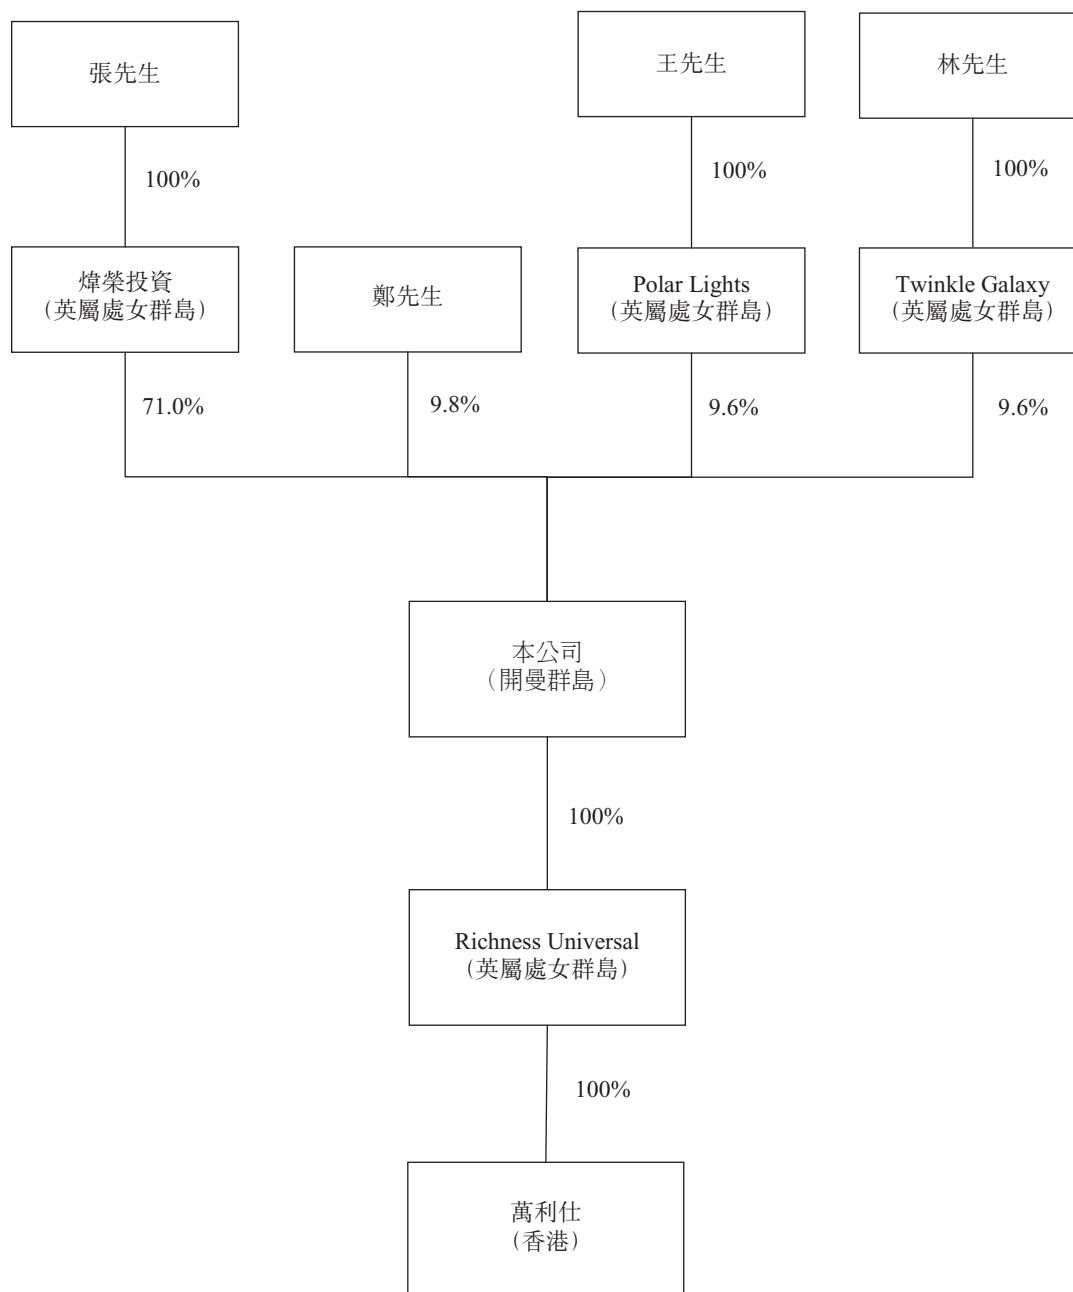 張先生
王先生
林先生
100%
100%
100%
煒榮投資
（英屬處女群島）
鄭先生
Polar Lights
（英屬處女群島）
Twinkle Galaxy
（英屬處女群島）
71.0%
9.8%
9.6%
9.6%
本公司
（開曼群島）
100%
Richness Universal
（英屬處女群島）
100%
萬利仕
（香港）